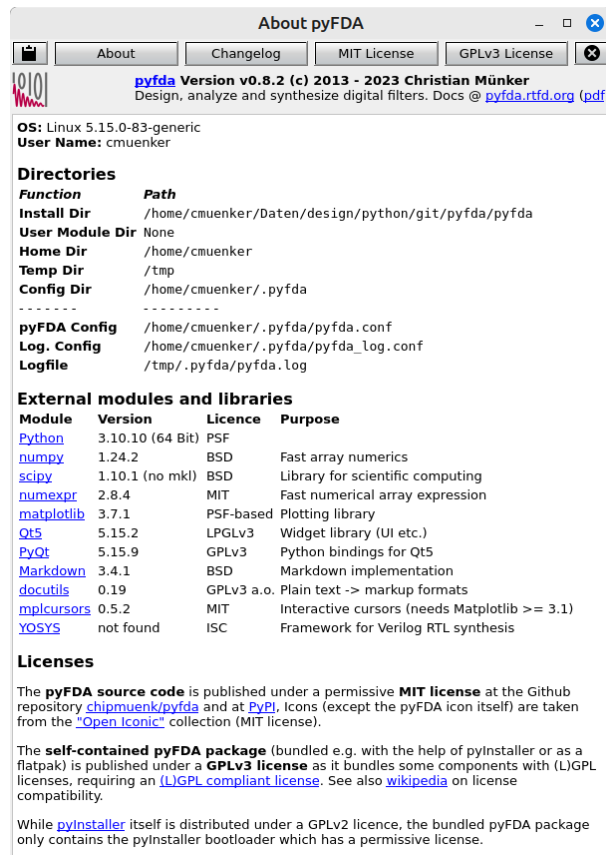 About pyFDA
About Changelog MIT License GPLv3 License
pyfda Version v0.8.2 (c) 2013 - 2023 Christian Münker
Design, analyze and synthesize digital filters. Docs @ pyfda.rtfd.org (pdf
OS: Linux 5.15.0-83-generic
User Name: cmuenker
Directories
Function Path
Install Dir /home/cmuenker/Daten/design/python/git/pyfda/pyfda
User Module Dir None
Home Dir /home/cmuenker
Temp Dir /tmp
Config Dir /home/cmuenker/.pyfda
- - - - - - - - - - - - - - - -
pyFDA Config /home/cmuenker/.pyfda/pyfda.conf
Log. Config /home/cmuenker/.pyfda/pyfda_log.conf
Logfile /tmp/.pyfda/pyfda.log
External modules and libraries
Module Version Licence Purpose
Python 3.10.10 (64 Bit) PSF
numpy 1.24.2 BSD Fast array numerics
scipy 1.10.1 (no mkl) BSD Library for scientific computing
numexpr 2.8.4 MIT Fast numerical array expression
matplotlib 3.7.1 PSF-based Plotting library
Qt5 5.15.2 LPGLv3 Widget library (UI etc.)
PyQt 5.15.9 GPLv3 Python bindings for Qt5
Markdown 3.4.1 BSD Markdown implementation
docutils 0.19 GPLv3 a.o. Plain text -> markup formats
mplcursors 0.5.2 MIT Interactive cursors (needs Matplotlib >= 3.1)
YOSYS not found ISC Framework for Verilog RTL synthesis
Licenses
The pyFDA source code is published under a permissive MIT license at the Github
repository chipmuenk/pyfda and at PyPI, Icons (except the pyFDA icon itself) are taken
from the "Open Iconic" collection (MIT license).
The self-contained pyFDA package (bundled e.g. with the help of pyInstaller or as a
flatpak) is published under a GPLv3 license as it bundles some components with (L)GPL
licenses, requiring an (L)GPL compliant license. See also wikipedia on license
compatibility.
While pyInstaller itself is distributed under a GPLv2 licence, the bundled pyFDA package
only contains the pyInstaller bootloader which has a permissive license.